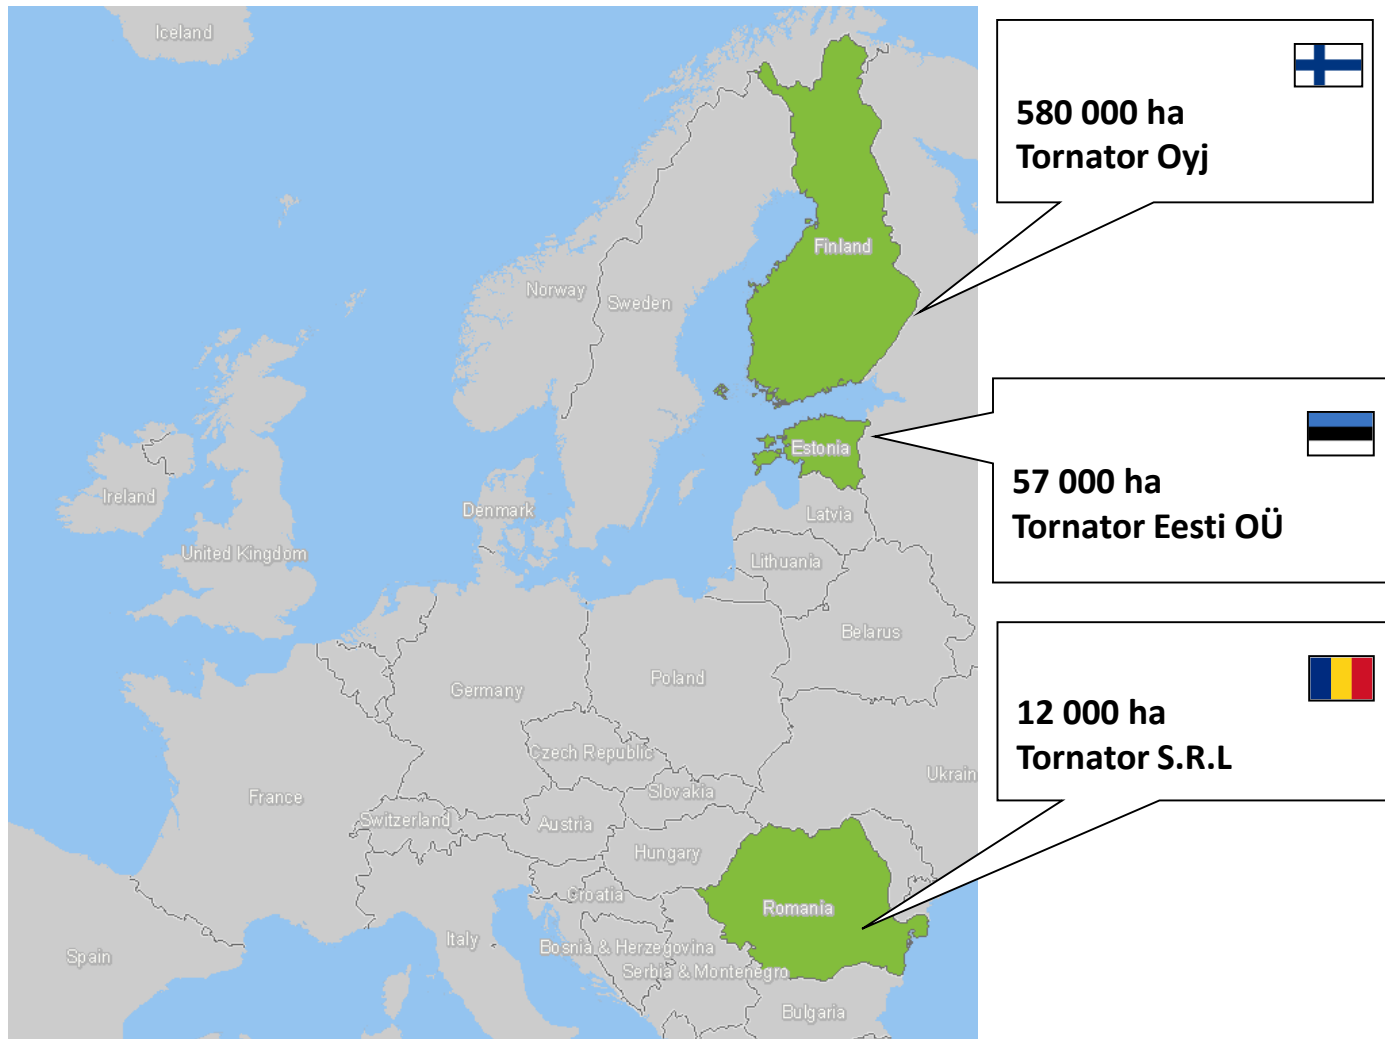 Iceland
580 000 ha
Tornator Oyj
Finland
Norway
Sweden
Estonia
57 000 ha
Tornator Eesti OÜ
Ireland
Denmark
Latvia
United Kingdom
Lithuania
Belarus
Germany
Poland
12 000 ha
Tornator S.R.L
Czech Republic
Ukrain
Slovakia
France
Switzerland
Austria
Hungary
Croatia
Romania
Italy
Bosnia & Herzegovina
Spain
Serbia & Montenegro
Bulgaria